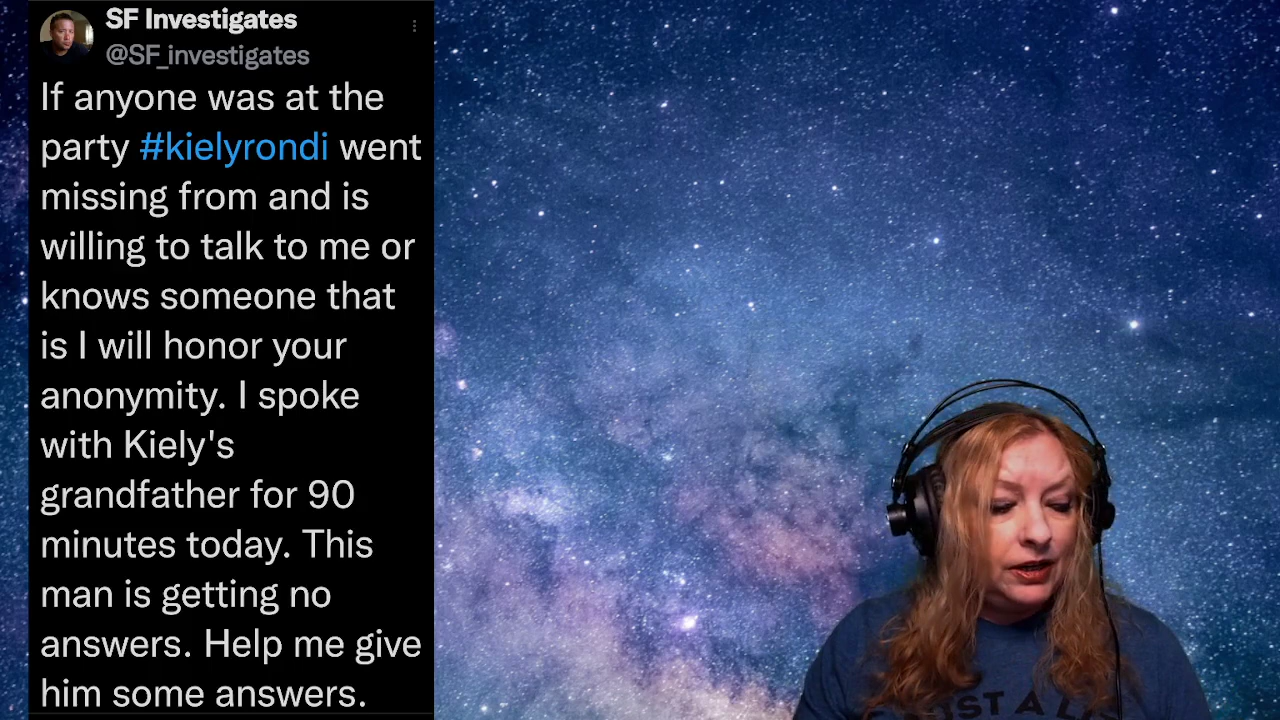 SF Investigates
@SF_investigates
If anyone was at the
party #kielyrondi went
missing from and is
willing to talk to me or
knows someone that
is I will honor your
anonymity. I spoke
with Kiely's
grandfather for 90
minutes today. This
man is getting no
answers. Help me give
him some answers.
JUST A L